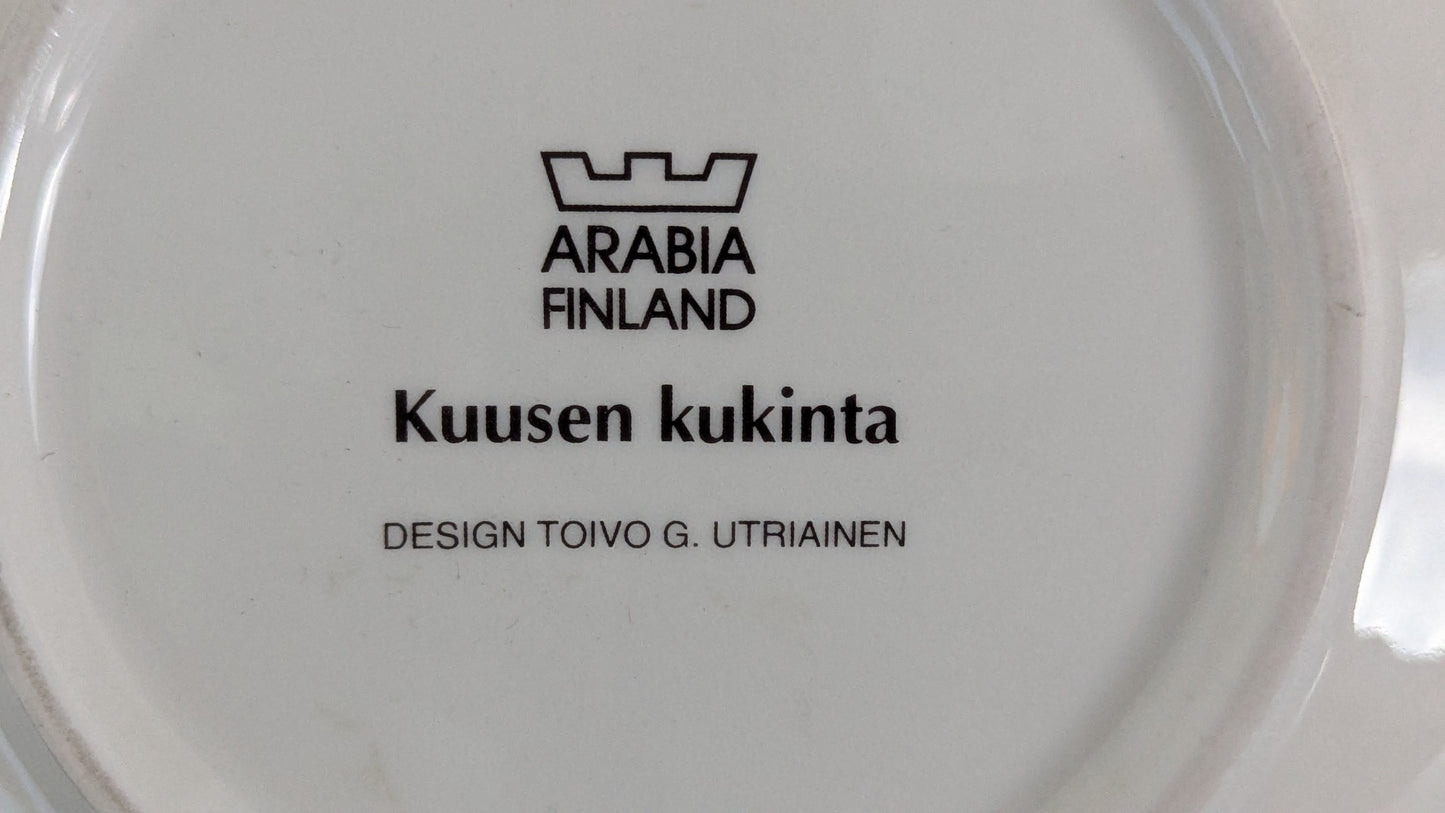 ARABIA
FINLAND
Kuusen kukinta
DESIGN TOIVO G. UTRIAINEN